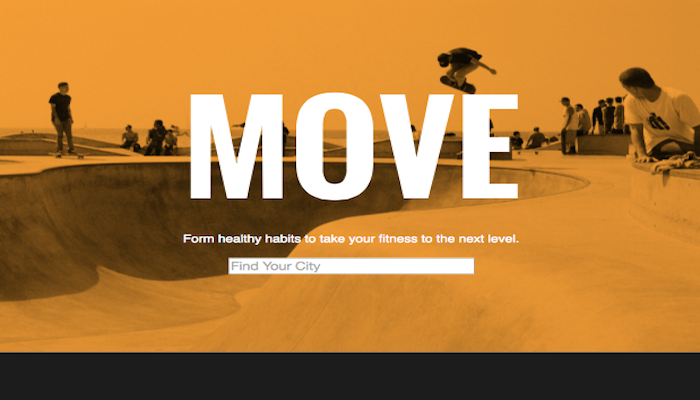 MOVE
Form healthy habits to take your fitness to the next level.
Find Your City